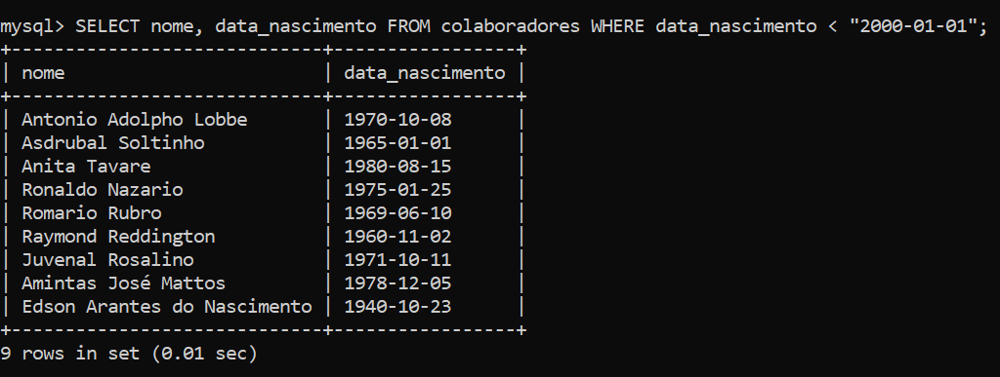 mysql> SELECT nome, data_nascimento FROM colaboradores WHERE data_nascimento < "2000-01-01";
+-----------------------------+-----------------+
| nome                        | data_nascimento |
+-----------------------------+-----------------+
| Antonio Adolpho Lobbe       | 1970-10-08      |
| Asdrubal Soltinho           | 1965-01-01      |
| Anita Tavare                | 1980-08-15      |
| Ronaldo Nazario             | 1975-01-25      |
| Romario Rubro               | 1969-06-10      |
| Raymond Reddington          | 1960-11-02      |
| Juvenal Rosalino            | 1971-10-11      |
| Amintas José Mattos         | 1978-12-05      |
| Edson Arantes do Nascimento | 1940-10-23      |
+-----------------------------+-----------------+
9 rows in set (0.01 sec)